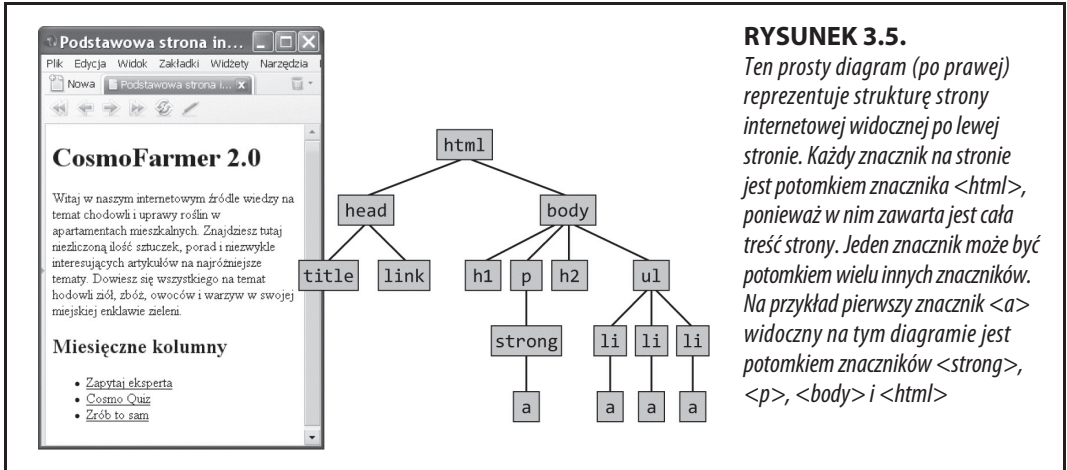 Podstawowa strona in...
Plik Edycja Widok Zakładki Widżety Narzędzia
Nowa Podstawowa strona i... x
CosmoFarmer 2.0
Witaj w naszym internetowym źródle wiedzy na
temat chodowli i uprawy roślin w
apartamentach mieszkalnych. Znajdziesz tutaj
niezliczoną ilość sztuczek, porad i niezwykle
interesujących artykułów na najróżniejsze
tematy. Dowiesz się wszystkiego na temat
hodowli ziół, zbóż, owoców i warzyw w swojej
miejskiej enklawie zieleni.
Miesięczne kolumny
• Zapytaj eksperta
• Cosmo Quiz
• Zrób to sam
html
head body
title link h1 p h2 ul
strong li li li
a a a a
RYSUNEK 3.5.
Ten prosty diagram (po prawej)
reprezentuje strukturę strony
internetowej widocznej po lewej
stronie. Każdy znacznik na stronie
jest potomkiem znacznika <html>,
ponieważ w nim zawarta jest cała
treść strony. Jeden znacznik może być
potomkiem wielu innych znaczników.
Na przykład pierwszy znacznik <a>
widoczny na tym diagramie jest
potomkiem znaczników <strong>,
<p>, <body> i <html>